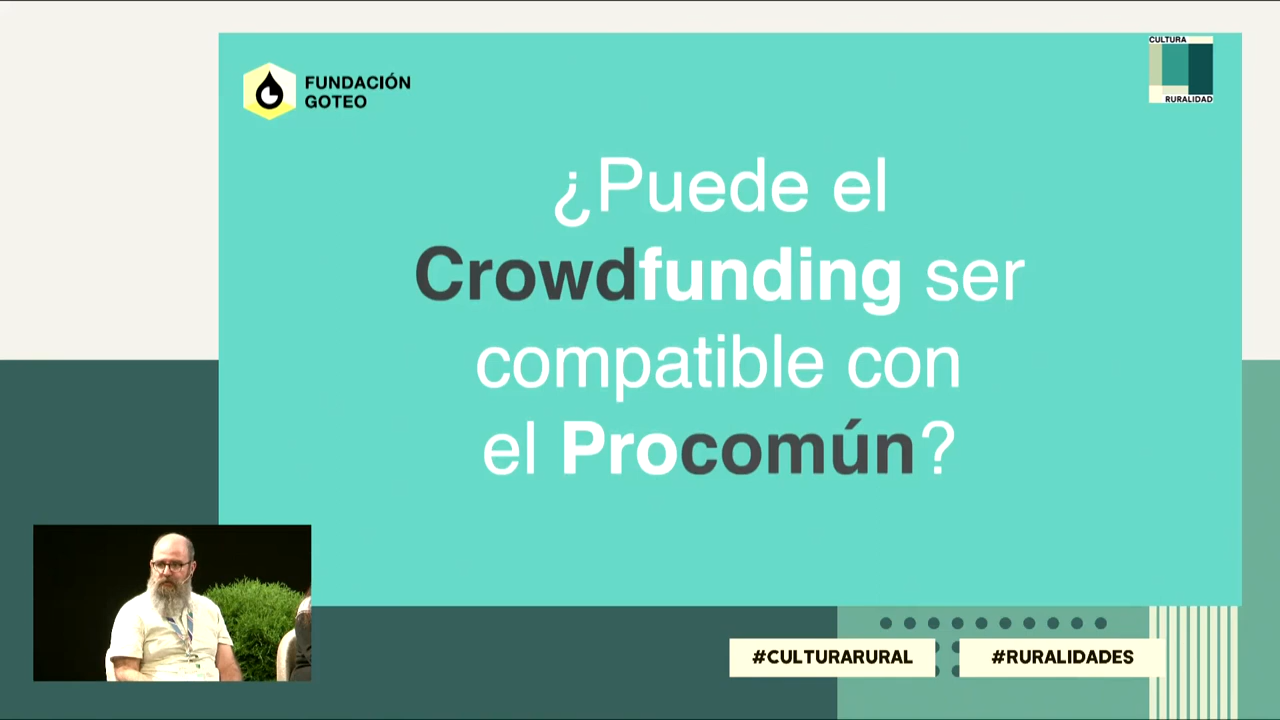 CULTURA
RURALIDAD
FUNDACIÓN
GOTEO
¿Puede el
Crowdfunding ser
compatible con
el Procomún?
#CULTURARURAL
#RURALIDADES